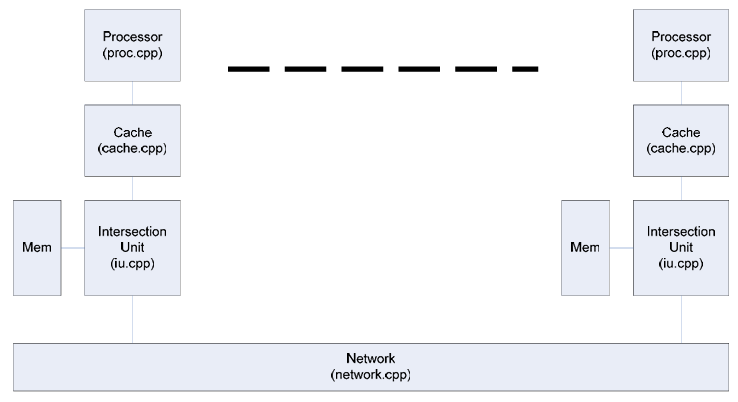 Processor
(proc.cpp)
Processor
(proc.cpp)
Cache
(cache.cpp)
Cache
(cache.cpp)
Mem
Intersection
Unit
(iu.cpp)
Mem
Intersection
Unit
(iu.cpp)
Network
(network.cpp)